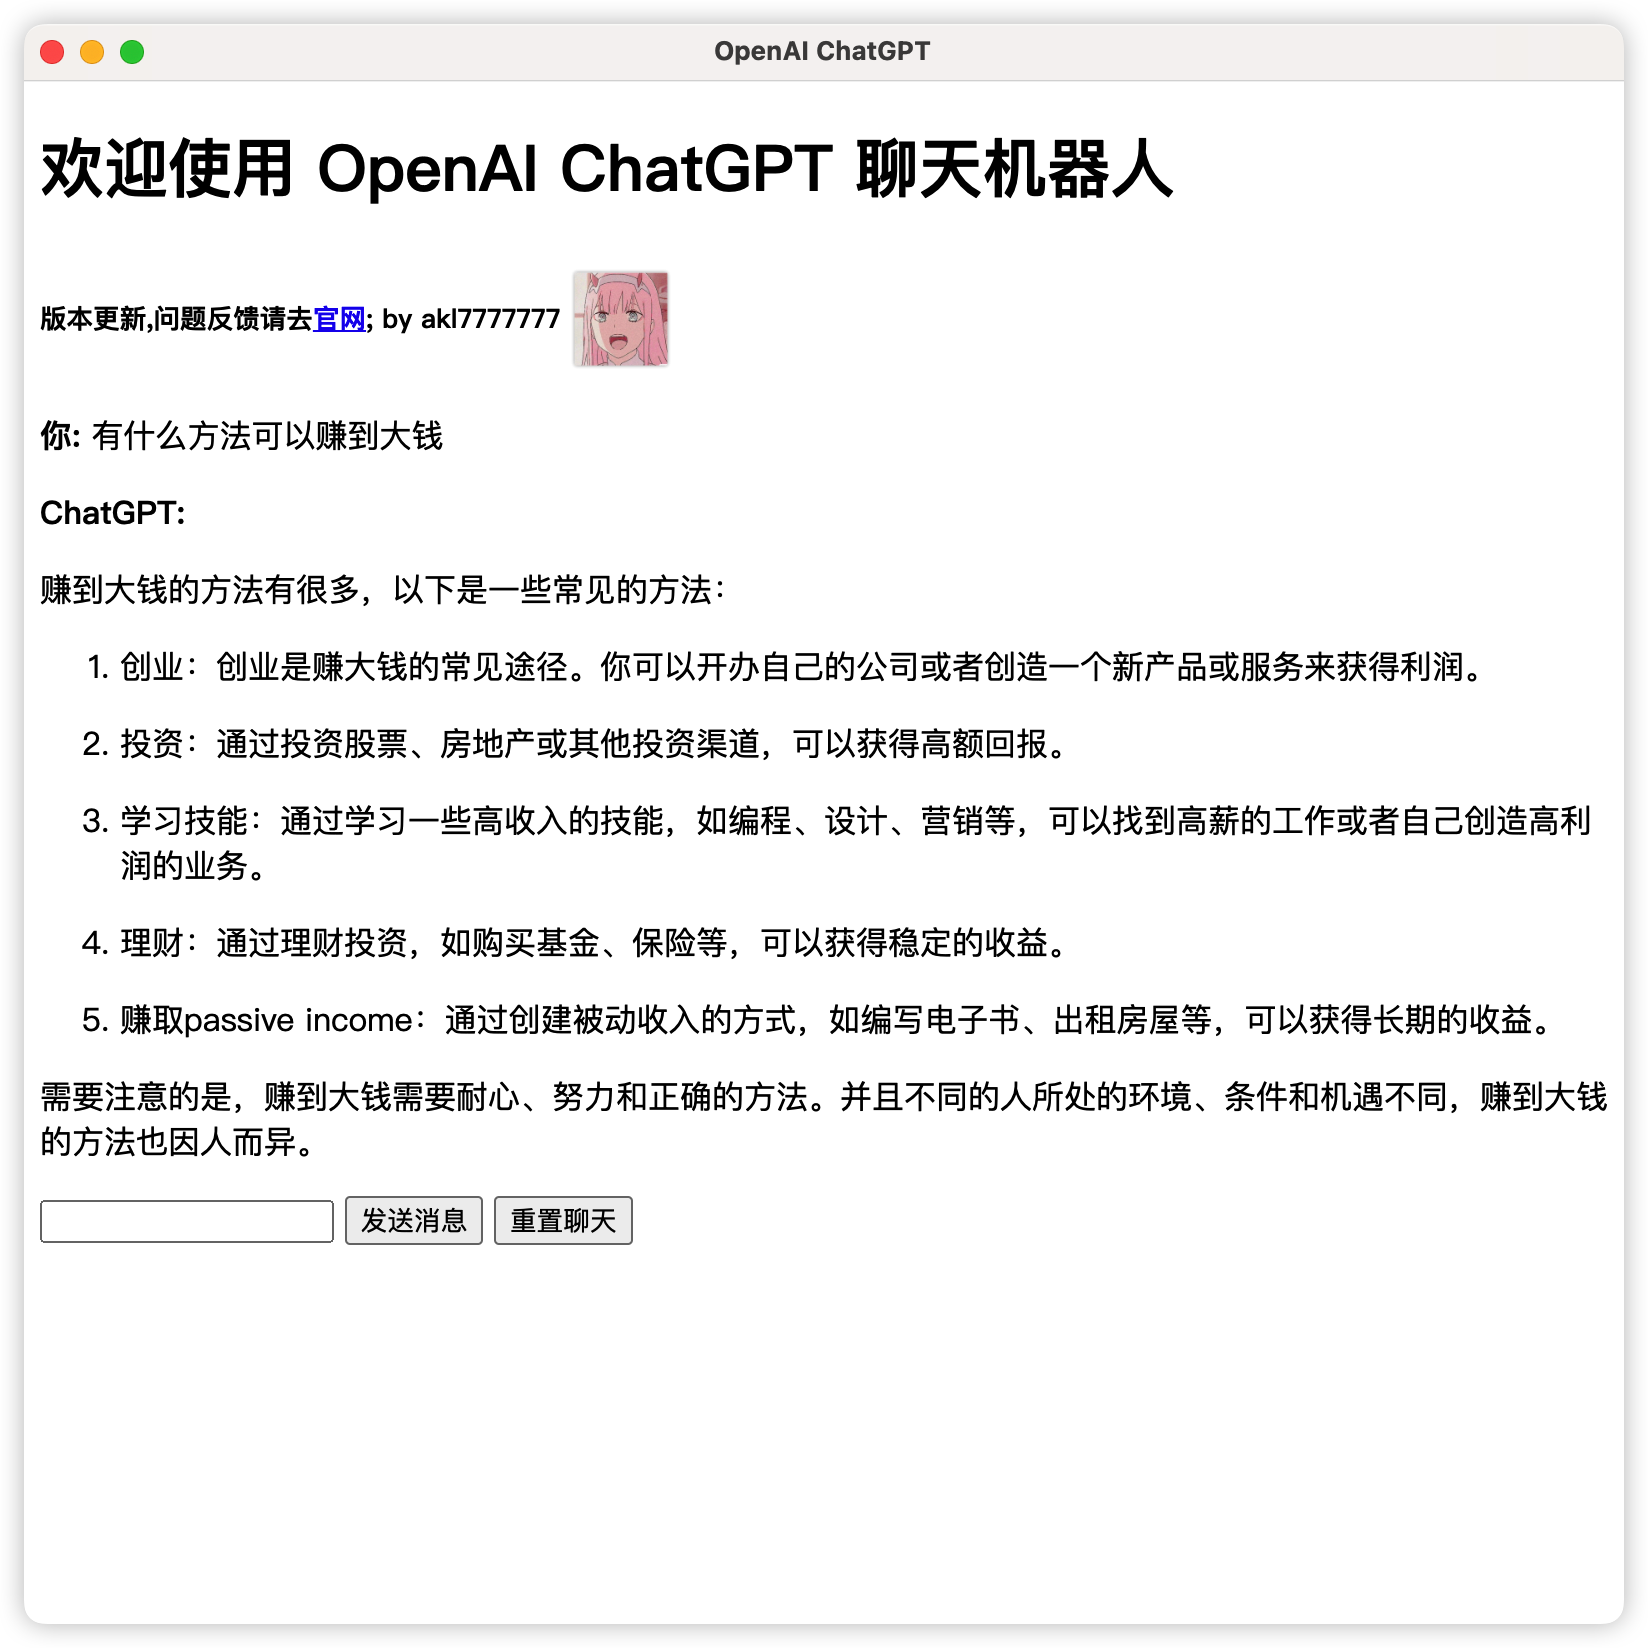 OpenAI ChatGPT
欢迎使用 OpenAI ChatGPT 聊天机器人
版本更新,问题反馈请去官网; by akl7777777
你: 有什么方法可以赚到大钱
ChatGPT:
赚到大钱的方法有很多，以下是一些常见的方法：
1. 创业：创业是赚大钱的常见途径。你可以开办自己的公司或者创造一个新产品或服务来获得利润。
2. 投资：通过投资股票、房地产或其他投资渠道，可以获得高额回报。
3. 学习技能：通过学习一些高收入的技能，如编程、设计、营销等，可以找到高薪的工作或者自己创造高利
润的业务。
4. 理财：通过理财投资，如购买基金、保险等，可以获得稳定的收益。
5. 赚取passive income：通过创建被动收入的方式，如编写电子书、出租房屋等，可以获得长期的收益。
需要注意的是，赚到大钱需要耐心、努力和正确的方法。并且不同的人所处的环境、条件和机遇不同，赚到大钱
的方法也因人而异。
发送消息 重置聊天